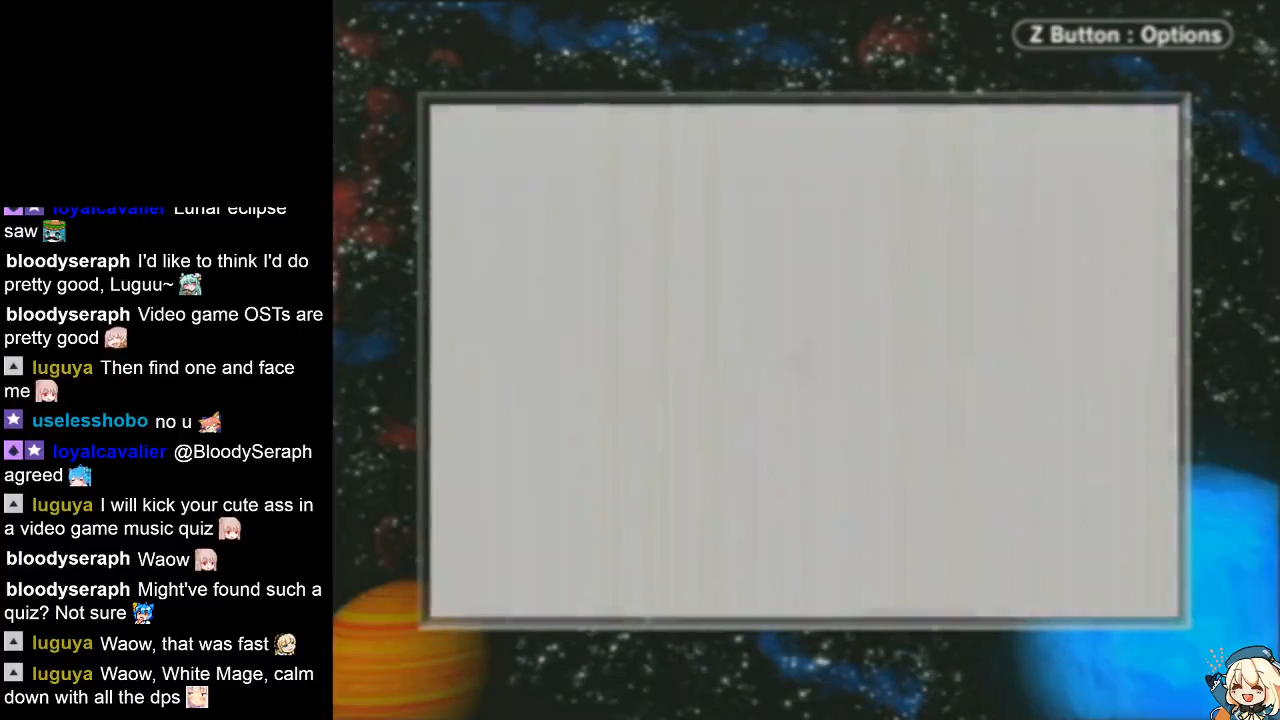 Z Button : Options
loyalcavalier Lunar eclipse
saw
bloodyseraph I'd like to think I'd do
pretty good, Luguu~
bloodyseraph Video game OSTs are
pretty good
luguya Then find one and face
me
uselesshobo no u
loyalcavalier @BloodySeraph
agreed
luguya I will kick your cute ass in
a video game music quiz
bloodyseraph Waow
bloodyseraph Might've found such a
quiz? Not sure
luguya Waow, that was fast
luguya Waow, White Mage, calm
down with all the dps